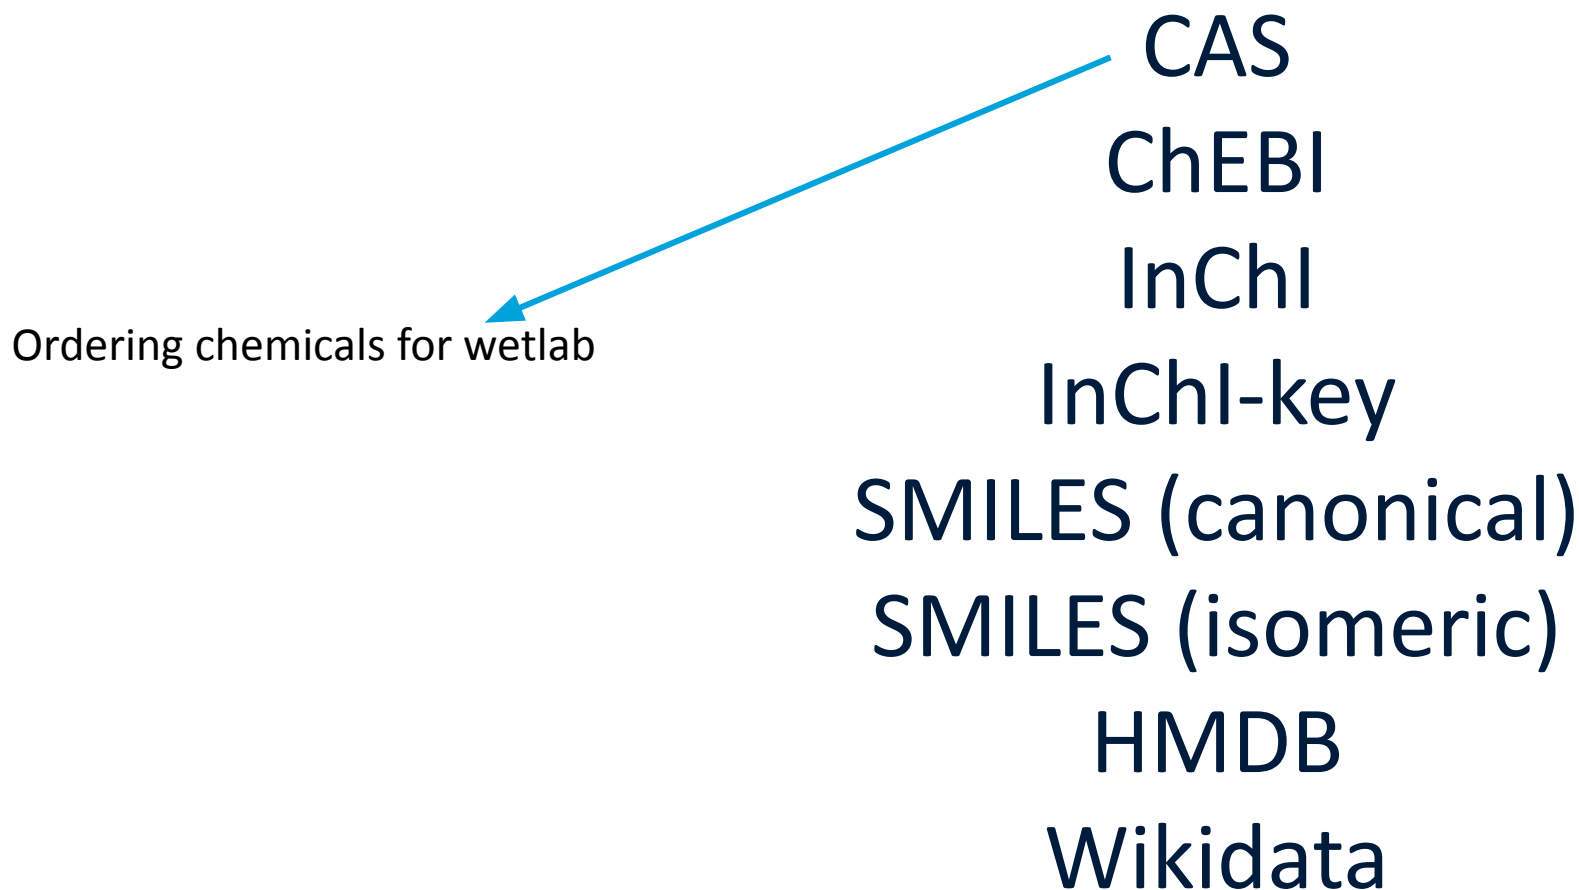 CAS
ChEBI
InChI
Ordering chemicals for wetlab
InChI-key
SMILES (canonical)
SMILES (isomeric)
HMDB
Wikidata